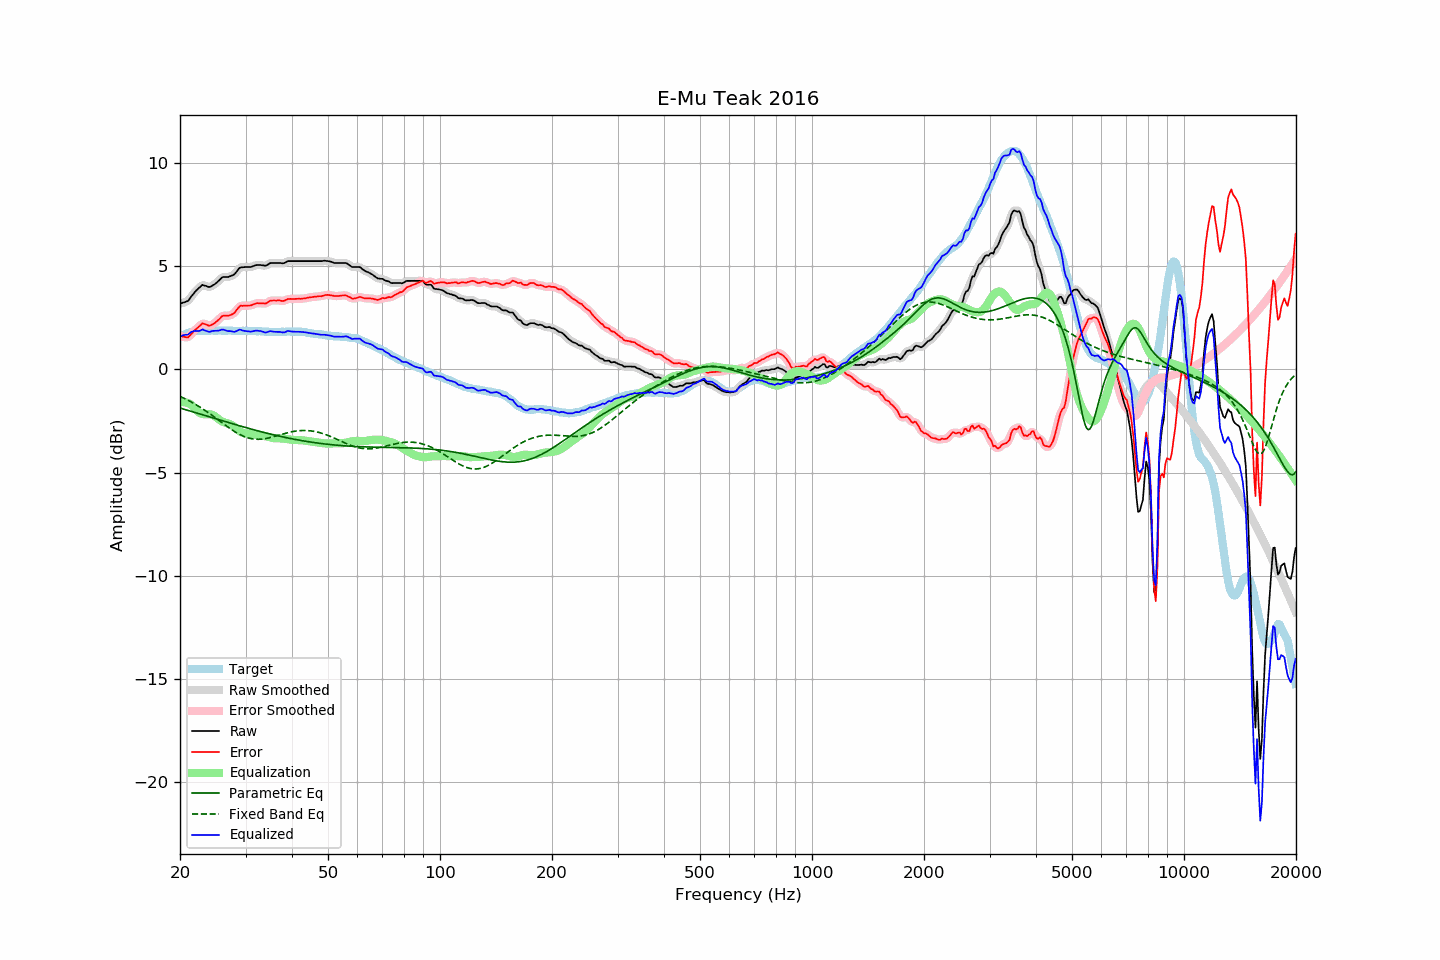 E-Mu Teak 2016
Amplitude (dBr)
10
5
0
−5
−10
−15
−20
Target
Raw Smoothed
Error Smoothed
Raw
Error
Equalization
Parametric Eq
Fixed Band Eq
Equalized
20 50 100 200 500 1000 2000 5000 10000 20000
Frequency (Hz)